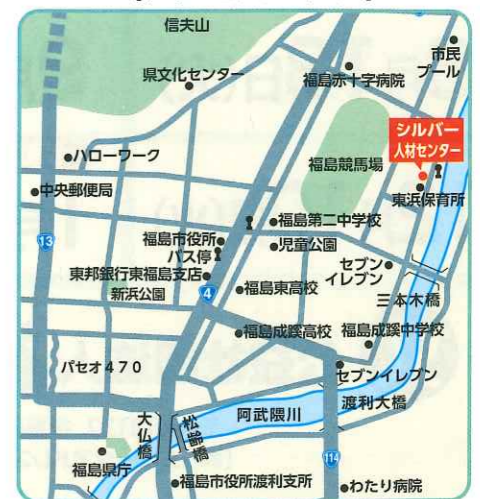 信夫山
市民
プール
県文化センター
福島赤十字病院
シルバー
人材センター
ハローワーク
福島競馬場
中央郵便局
東浜保育所
福島第二中学校
13
福島市役所
バス停
児童公園
セブン
イレブン
東邦銀行東福島支店
新浜公園
4
福島東高校
三本木橋
福島成蹊高校
福島成蹊中学校
パセオ470
セブンイレブン
渡利大橋
阿武隈川
大仏橋
松齢橋
福島県庁
114
福島市役所渡利支所
わたり病院